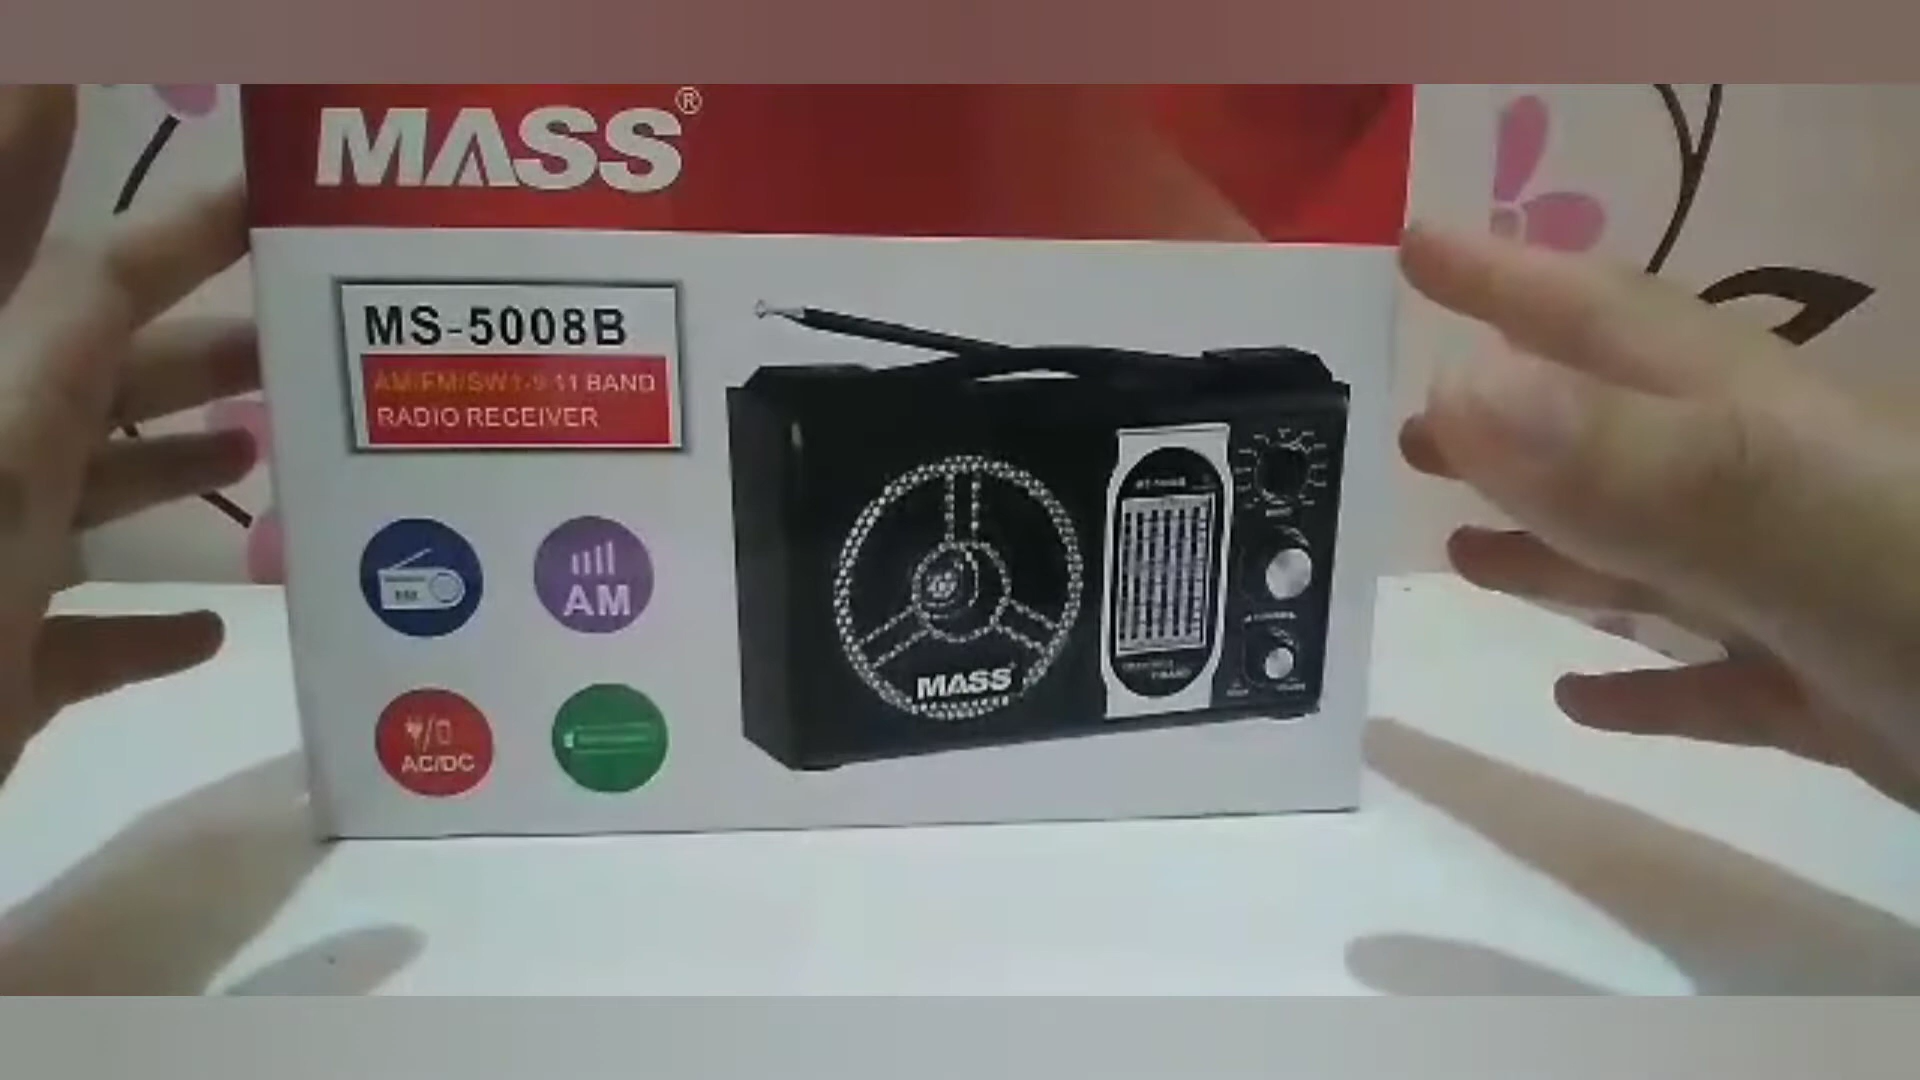 MASS®
MS-5008B
AM/FM/SW1-9 11 BAND
RADIO RECEIVER
AM
AC/DC
MASS